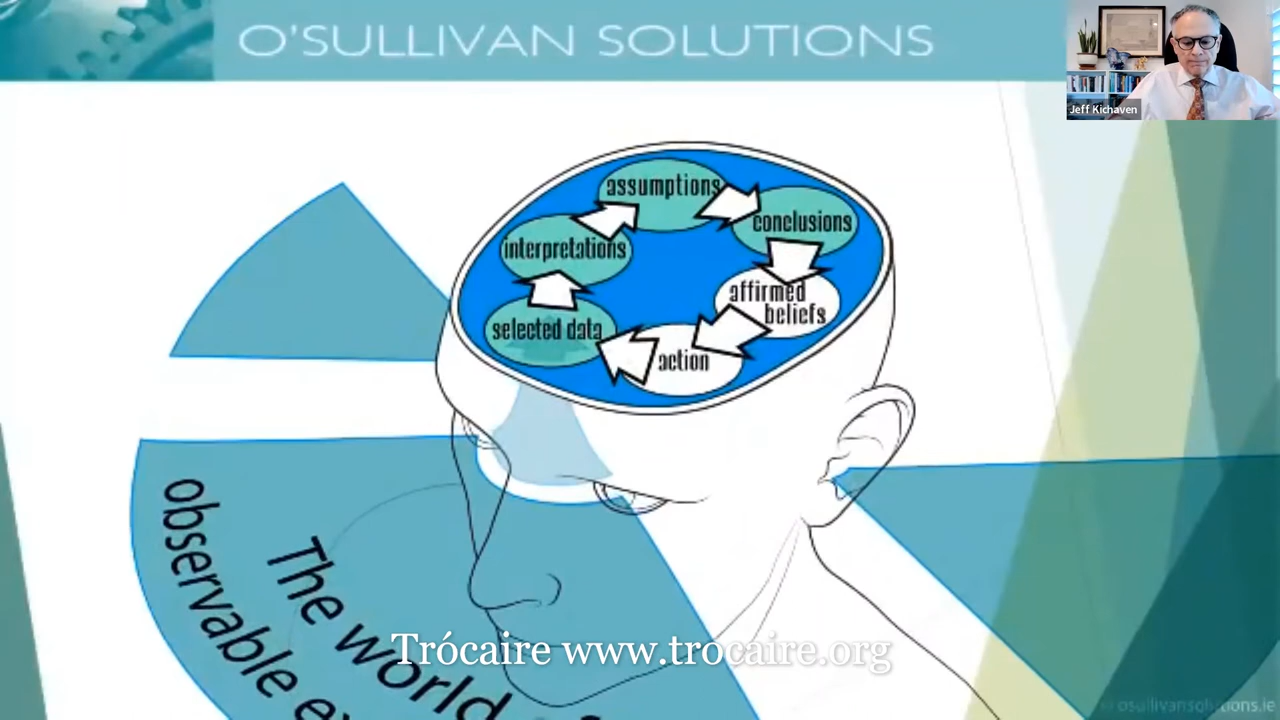 O'SULLIVAN SOLUTIONS
Jeff Kichaven
assumptions
conclusions
interpretations
affirmed
beliefs
selected data
action
The world
observable
Trócaire www.trocaire.org
osullivansolutions.ie